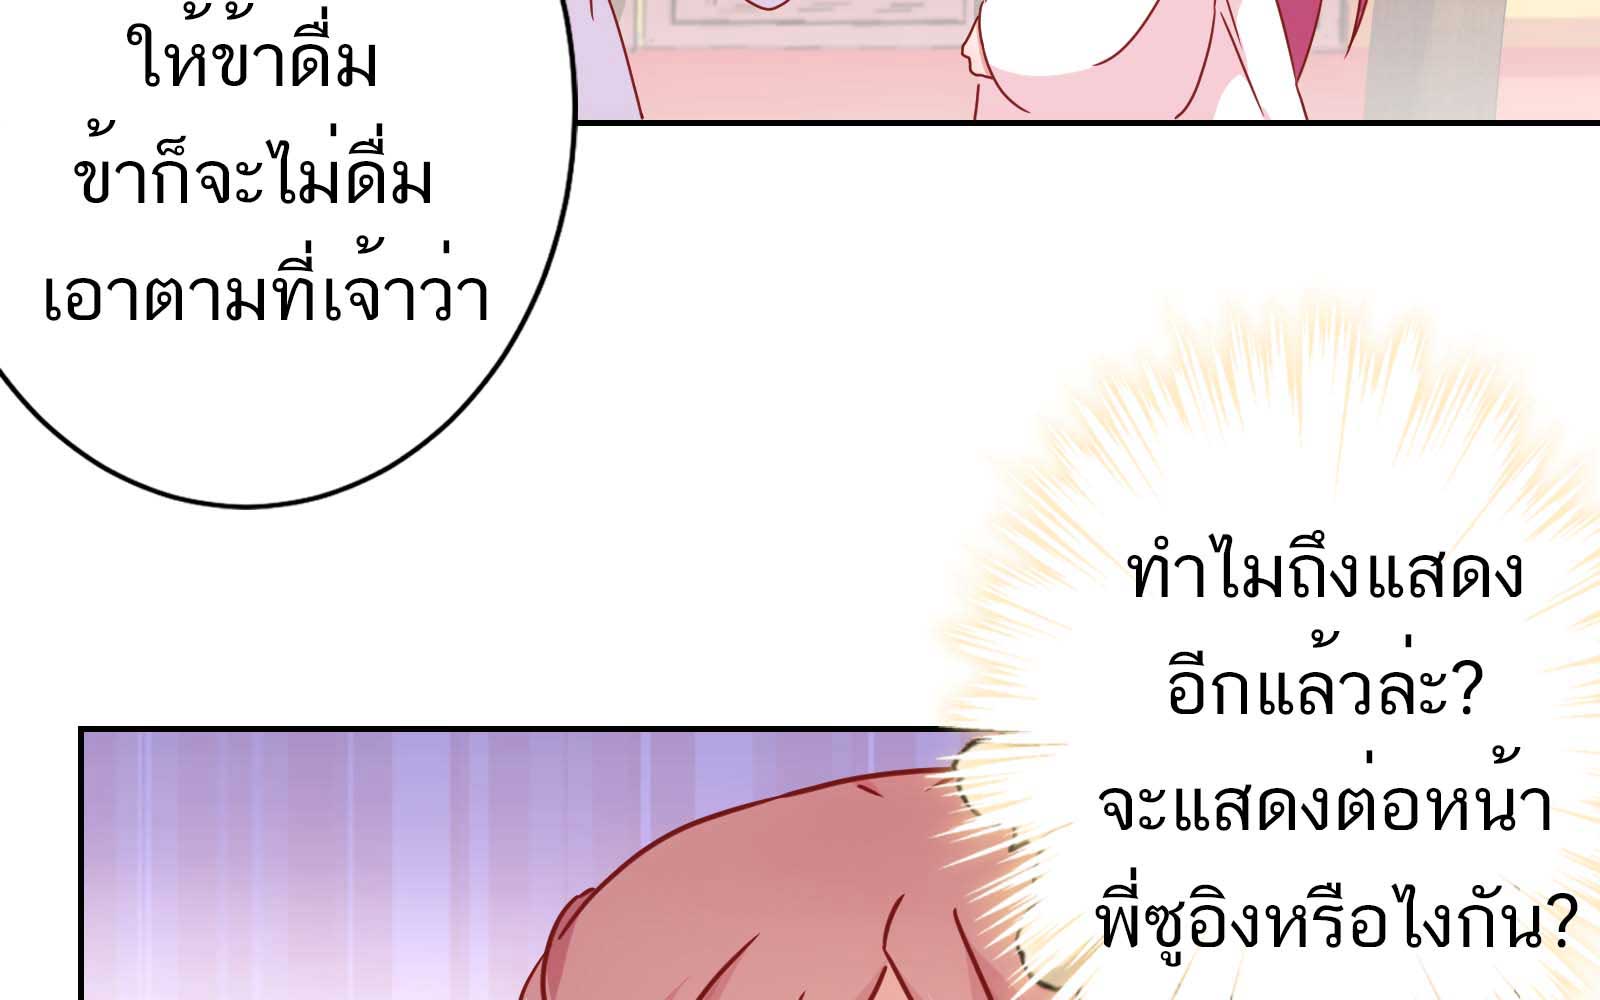 ให้ข้าดื่ม
ข้าก็จะไม่ดื่ม
เอาตามที่เจ้าว่า
ทำไมถึงแสดง
อีกแล้วล่ะ?
จะแสดงต่อหน้า
พี่ซูอิงหรือไงกัน?